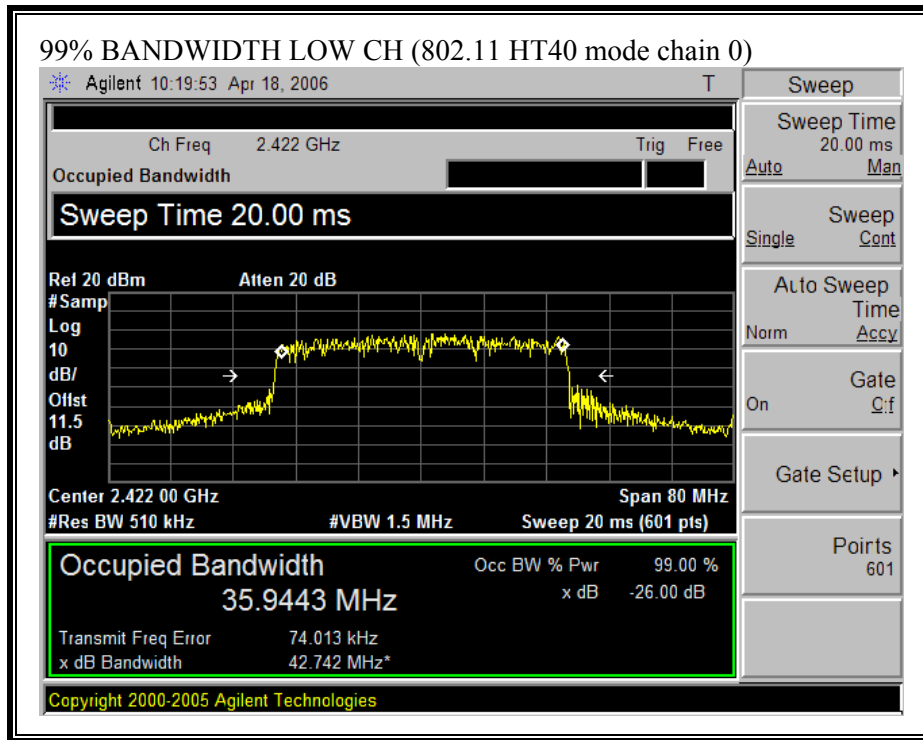 99% BANDWIDTH LOW CH (802.11 HT40 mode chain 0)
Agilent 10:19:53 Apr 18, 2006 T
Ch Freq 2.422 GHz Trig Free
Occupied Bandwidth
Sweep Time 20.00 ms
Ref 20 dBm Atten 20 dB
#Samp
Log
10
dB/
Offst
11.5
dB
Center 2.422 00 GHz Span 80 MHz
#Res BW 510 kHz #VBW 1.5 MHz Sweep 20 ms (601 pts)
Occupied Bandwidth Occ BW % Pwr 99.00 %
35.9443 MHz x dB -26.00 dB
Transmit Freq Error 74.013 kHz
x dB Bandwidth 42.742 MHz*
Copyright 2000-2005 Agilent Technologies
Sweep
Sweep Time
20.00 ms
Auto Man
Sweep
Single Cont
Auto Sweep
Time
Norm Accy
Gate
On Off
Gate Setup
Points
601